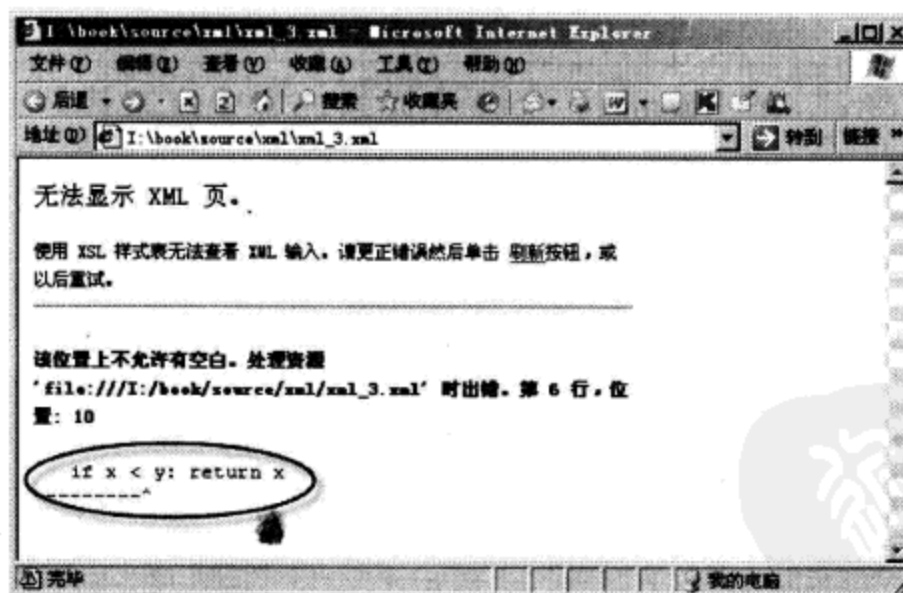 I:\book\source\xml\xml_3.xml - Microsoft Internet Explorer
文件(F) 编辑(E) 查看(V) 收藏(A) 工具(T) 帮助(H)
后退 搜索 收藏夹
地址(D) I:\book\source\xml\xml_3.xml 转到 链接 »
无法显示 XML 页。
使用 XSL 样式表无法查看 XML 输入。请更正错误然后单击 刷新按钮，或
以后重试。
该位置上不允许有空白。处理资源
'file:///I:/book/source/xml/xml_3.xml' 时出错。第 6 行，位
置: 10
if x < y: return x
--------^
完毕 我的电脑